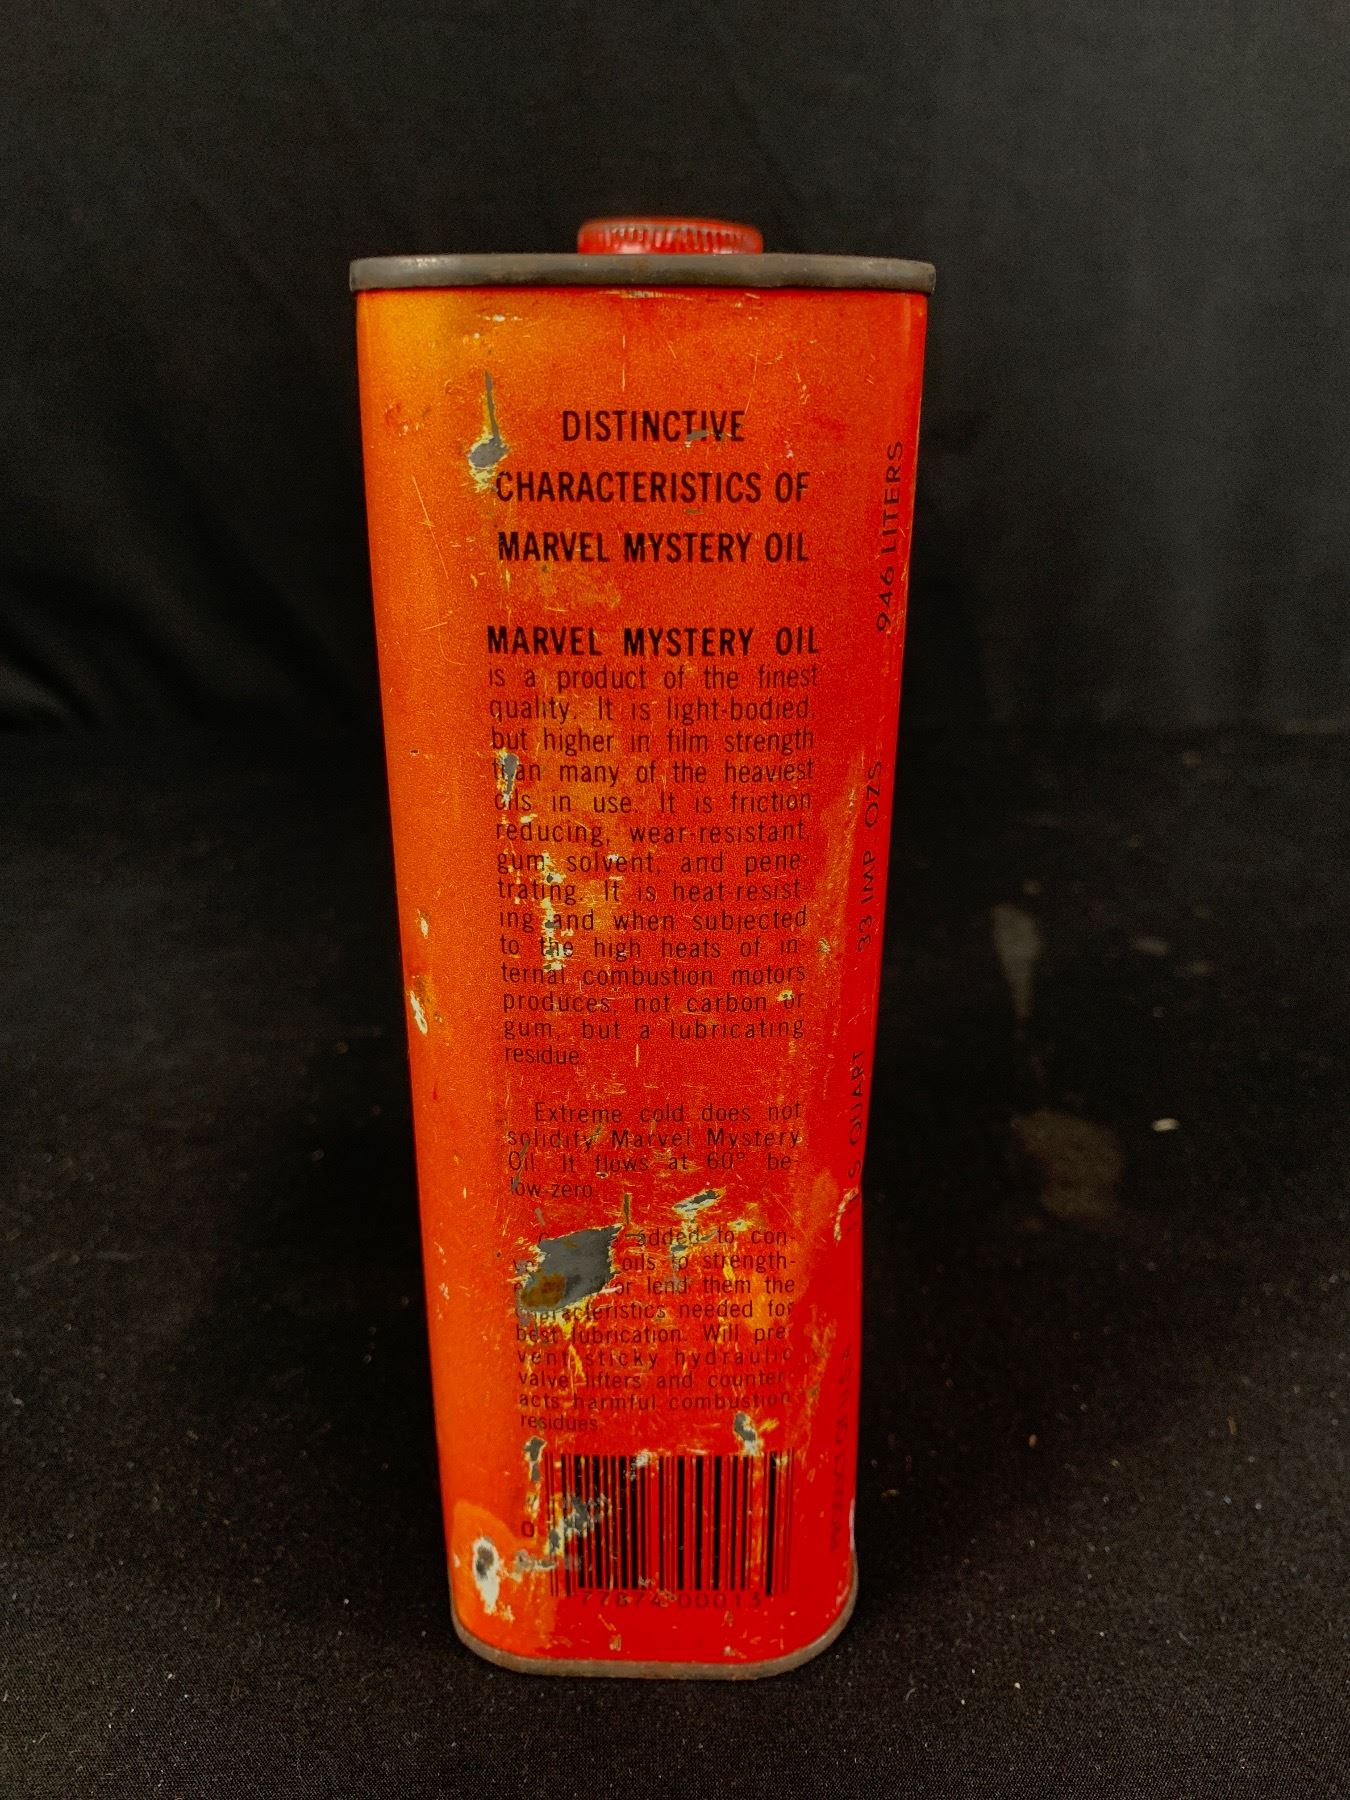 DISTINCTIVE
CHARACTERISTICS OF
MARVEL MYSTERY OIL
MARVEL MYSTERY OIL
is a product of the finest
quality. It is light-bodied,
but higher in film strength
than many of the heaviest
oils in use. It is friction
reducing, wear-resistant,
gum solvent, and pene-
trating. It is heat-resist-
ing and when subjected
to the high heats of in-
ternal combustion motors
produces, not carbon or
gum, but a lubricating
residue.
Extreme cold does not
solidify Marvel Mystery
Oil. It flows at 60° be-
low zero.
added to con-
oils to strength-
or lend them the
characteristics needed for
best lubrication. Will pre-
vent sticky hydraulic
valve lifters and counter-
acts harmful combustion
residues.
0
77874 00013
946 LITERS
33 IMP. OZS.
QUART